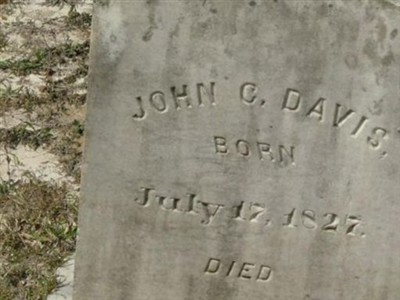 JOHN C. DAVIS,
BORN
July 17, 1827.
DIED